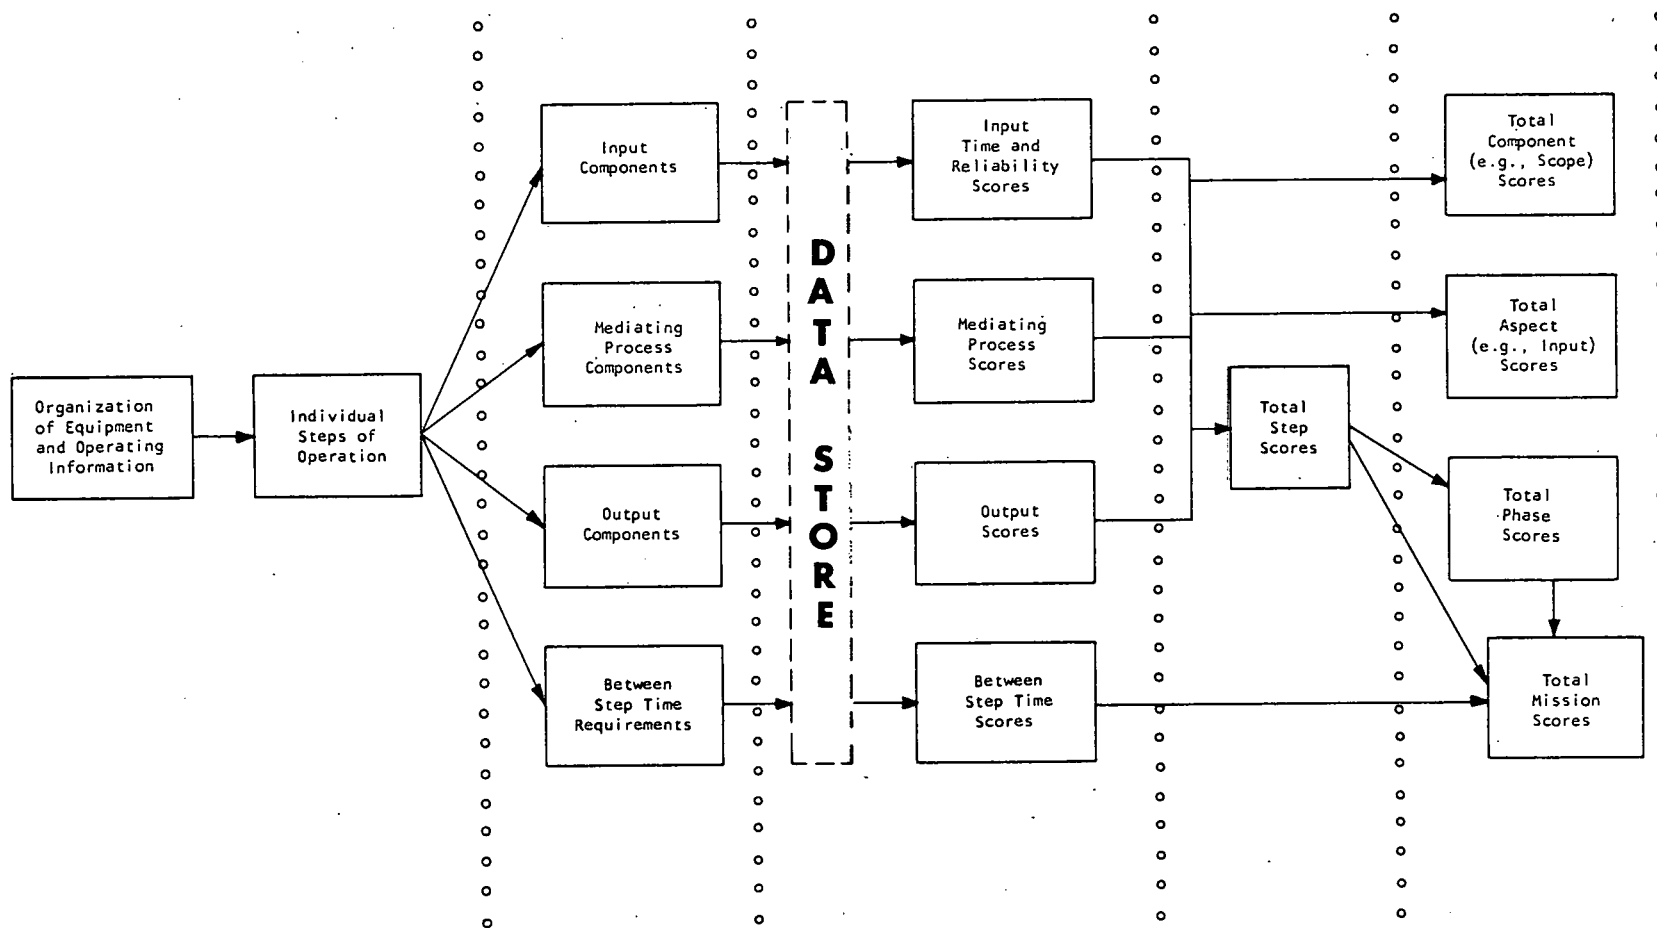 Organization
of Equipment
and Operating
Information
Individual
Steps of
Operation
Input
Components
Mediating
Process
Components
Output
Components
Between
Step Time
Requirements
DATA STORE
Input
Time and
Reliability
Scores
Mediating
Process
Scores
Output
Scores
Between
Step Time
Scores
Total
Step
Scores
Total
Component
(e.g., Scope)
Scores
Total
Aspect
(e.g., Input)
Scores
Total
Phase
Scores
Total
Mission
Scores